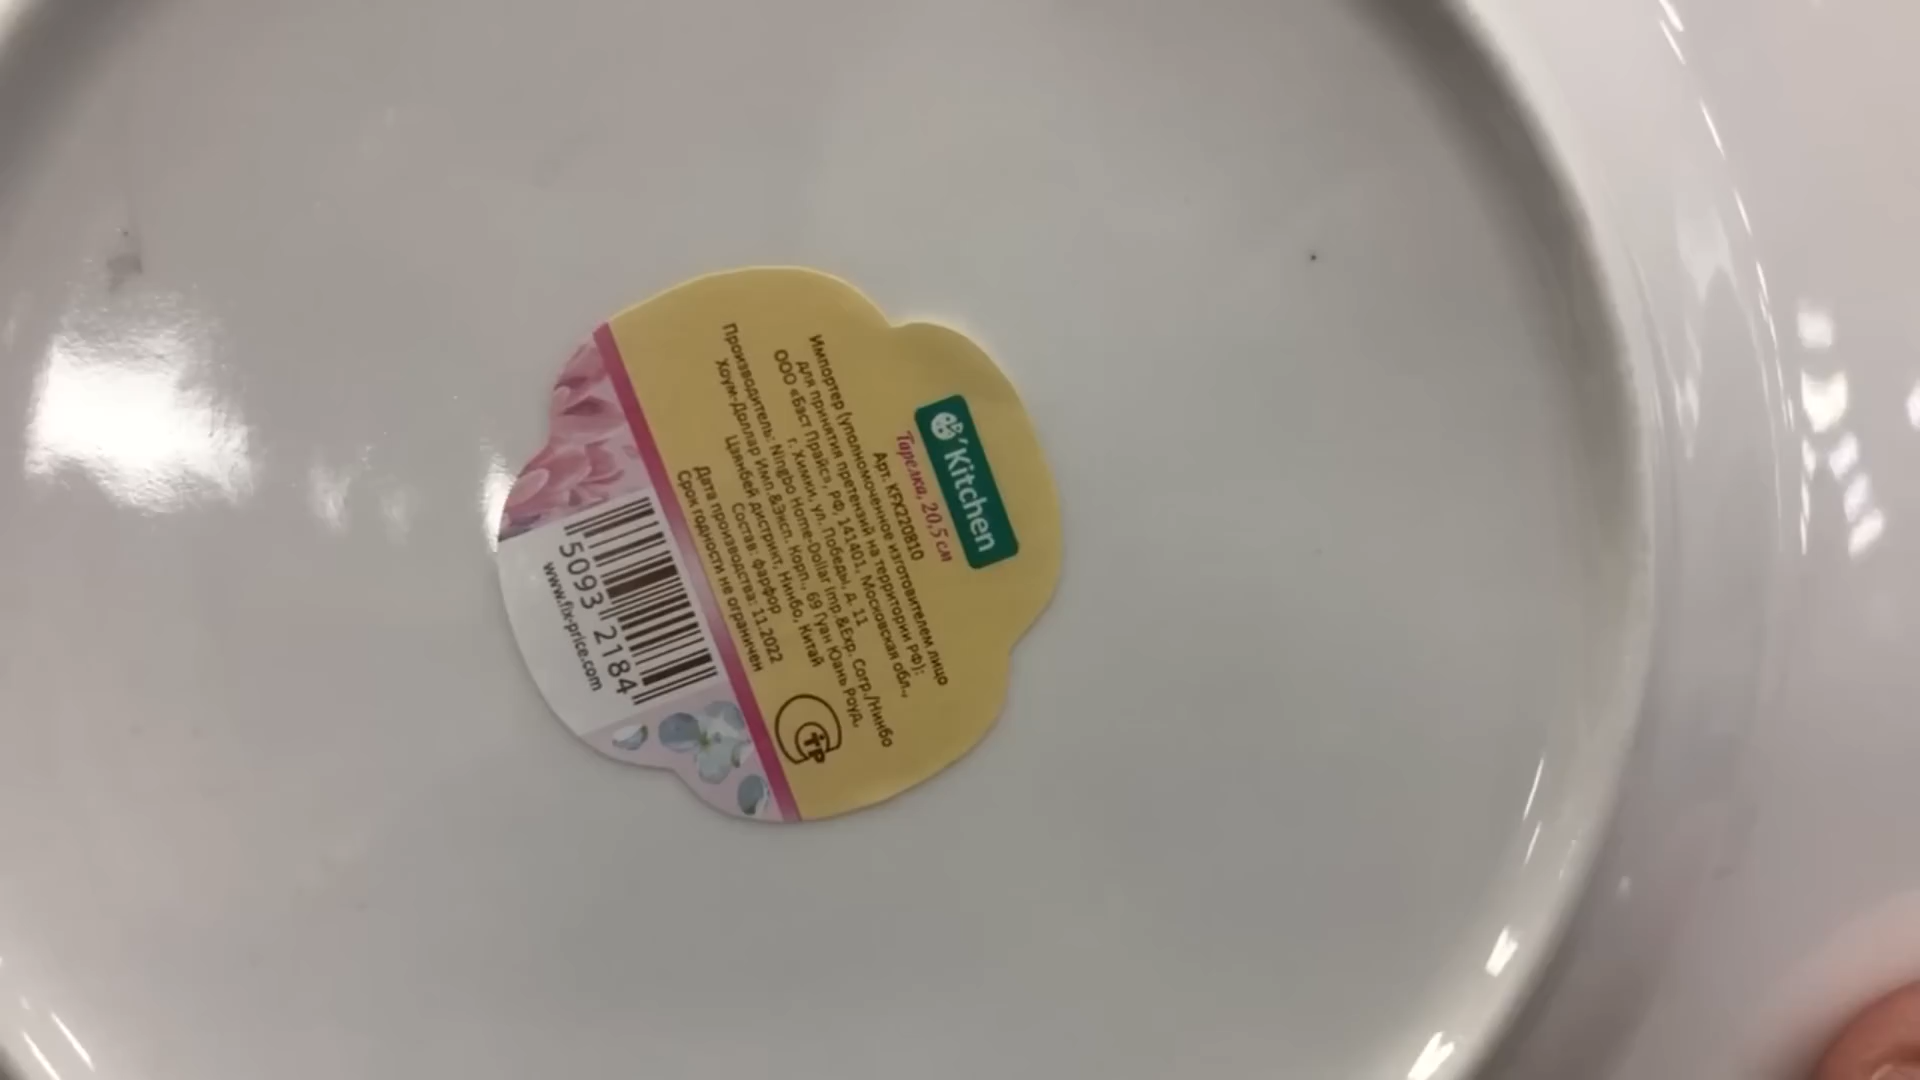 D'Kitchen
Тарелка, 20,5 см
Арт. KFX220810
Импортер (уполномоченное изготовителем лицо
для принятия претензий на территории РФ):
ООО «Бэст Прайс», РФ, 141401, Московская обл.,
г. Химки, ул. Победы, д. 11
Производитель: Ningbo Home-Dollar Imp.&Exp. Corp./Нинбо
Хоум-Доллар Имп.&Эксп. Корп., 69 Гуан Юань Роуд,
Цзянбей дистрикт, Нинбо, Китай
Состав: фарфор
Дата производства: 11.2022
Срок годности не ограничен
СТР
5093 2184
www.fix-price.com